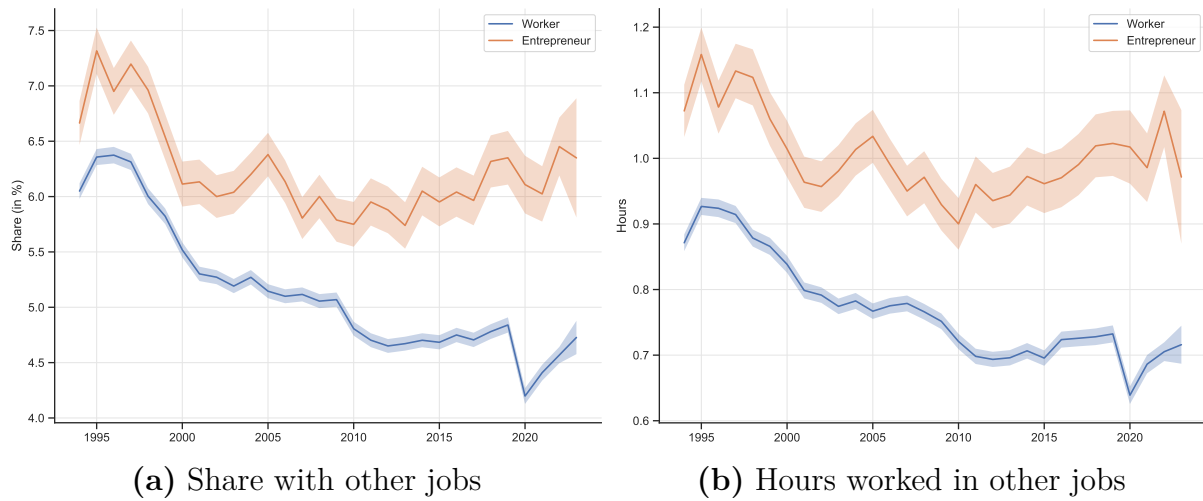 7.5
7.0
6.5
6.0
5.5
5.0
4.5
4.0
Share (in %)
Worker
Entrepreneur
1995 2000 2005 2010 2015 2020
(a) Share with other jobs
1.2
1.1
1.0
0.9
0.8
0.7
0.6
Hours
Worker
Entrepreneur
1995 2000 2005 2010 2015 2020
(b) Hours worked in other jobs